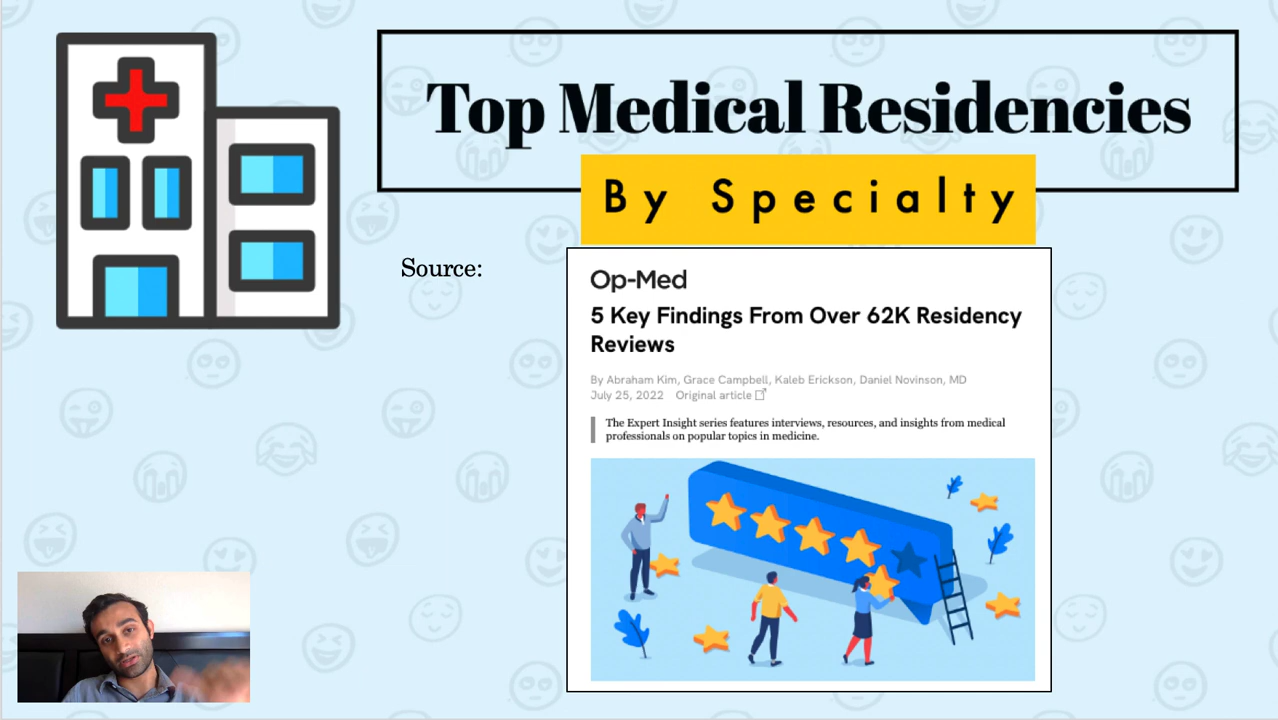 Top Medical Residencies
By Specialty
Source:
Op-Med
5 Key Findings From Over 62K Residency
Reviews
By Abraham Kim, Grace Campbell, Kaleb Erickson, Daniel Novinson, MD
July 25, 2022 Original article
The Expert Insight series features interviews, resources, and insights from medical
professionals on popular topics in medicine.